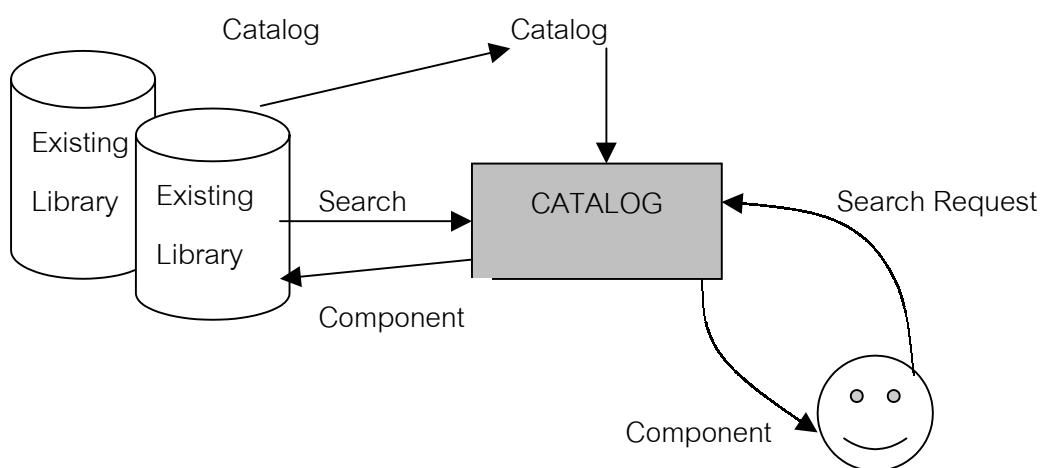 Catalog
Catalog
Existing
Library
Existing
Library
Search
CATALOG
Search Request
Component
Component